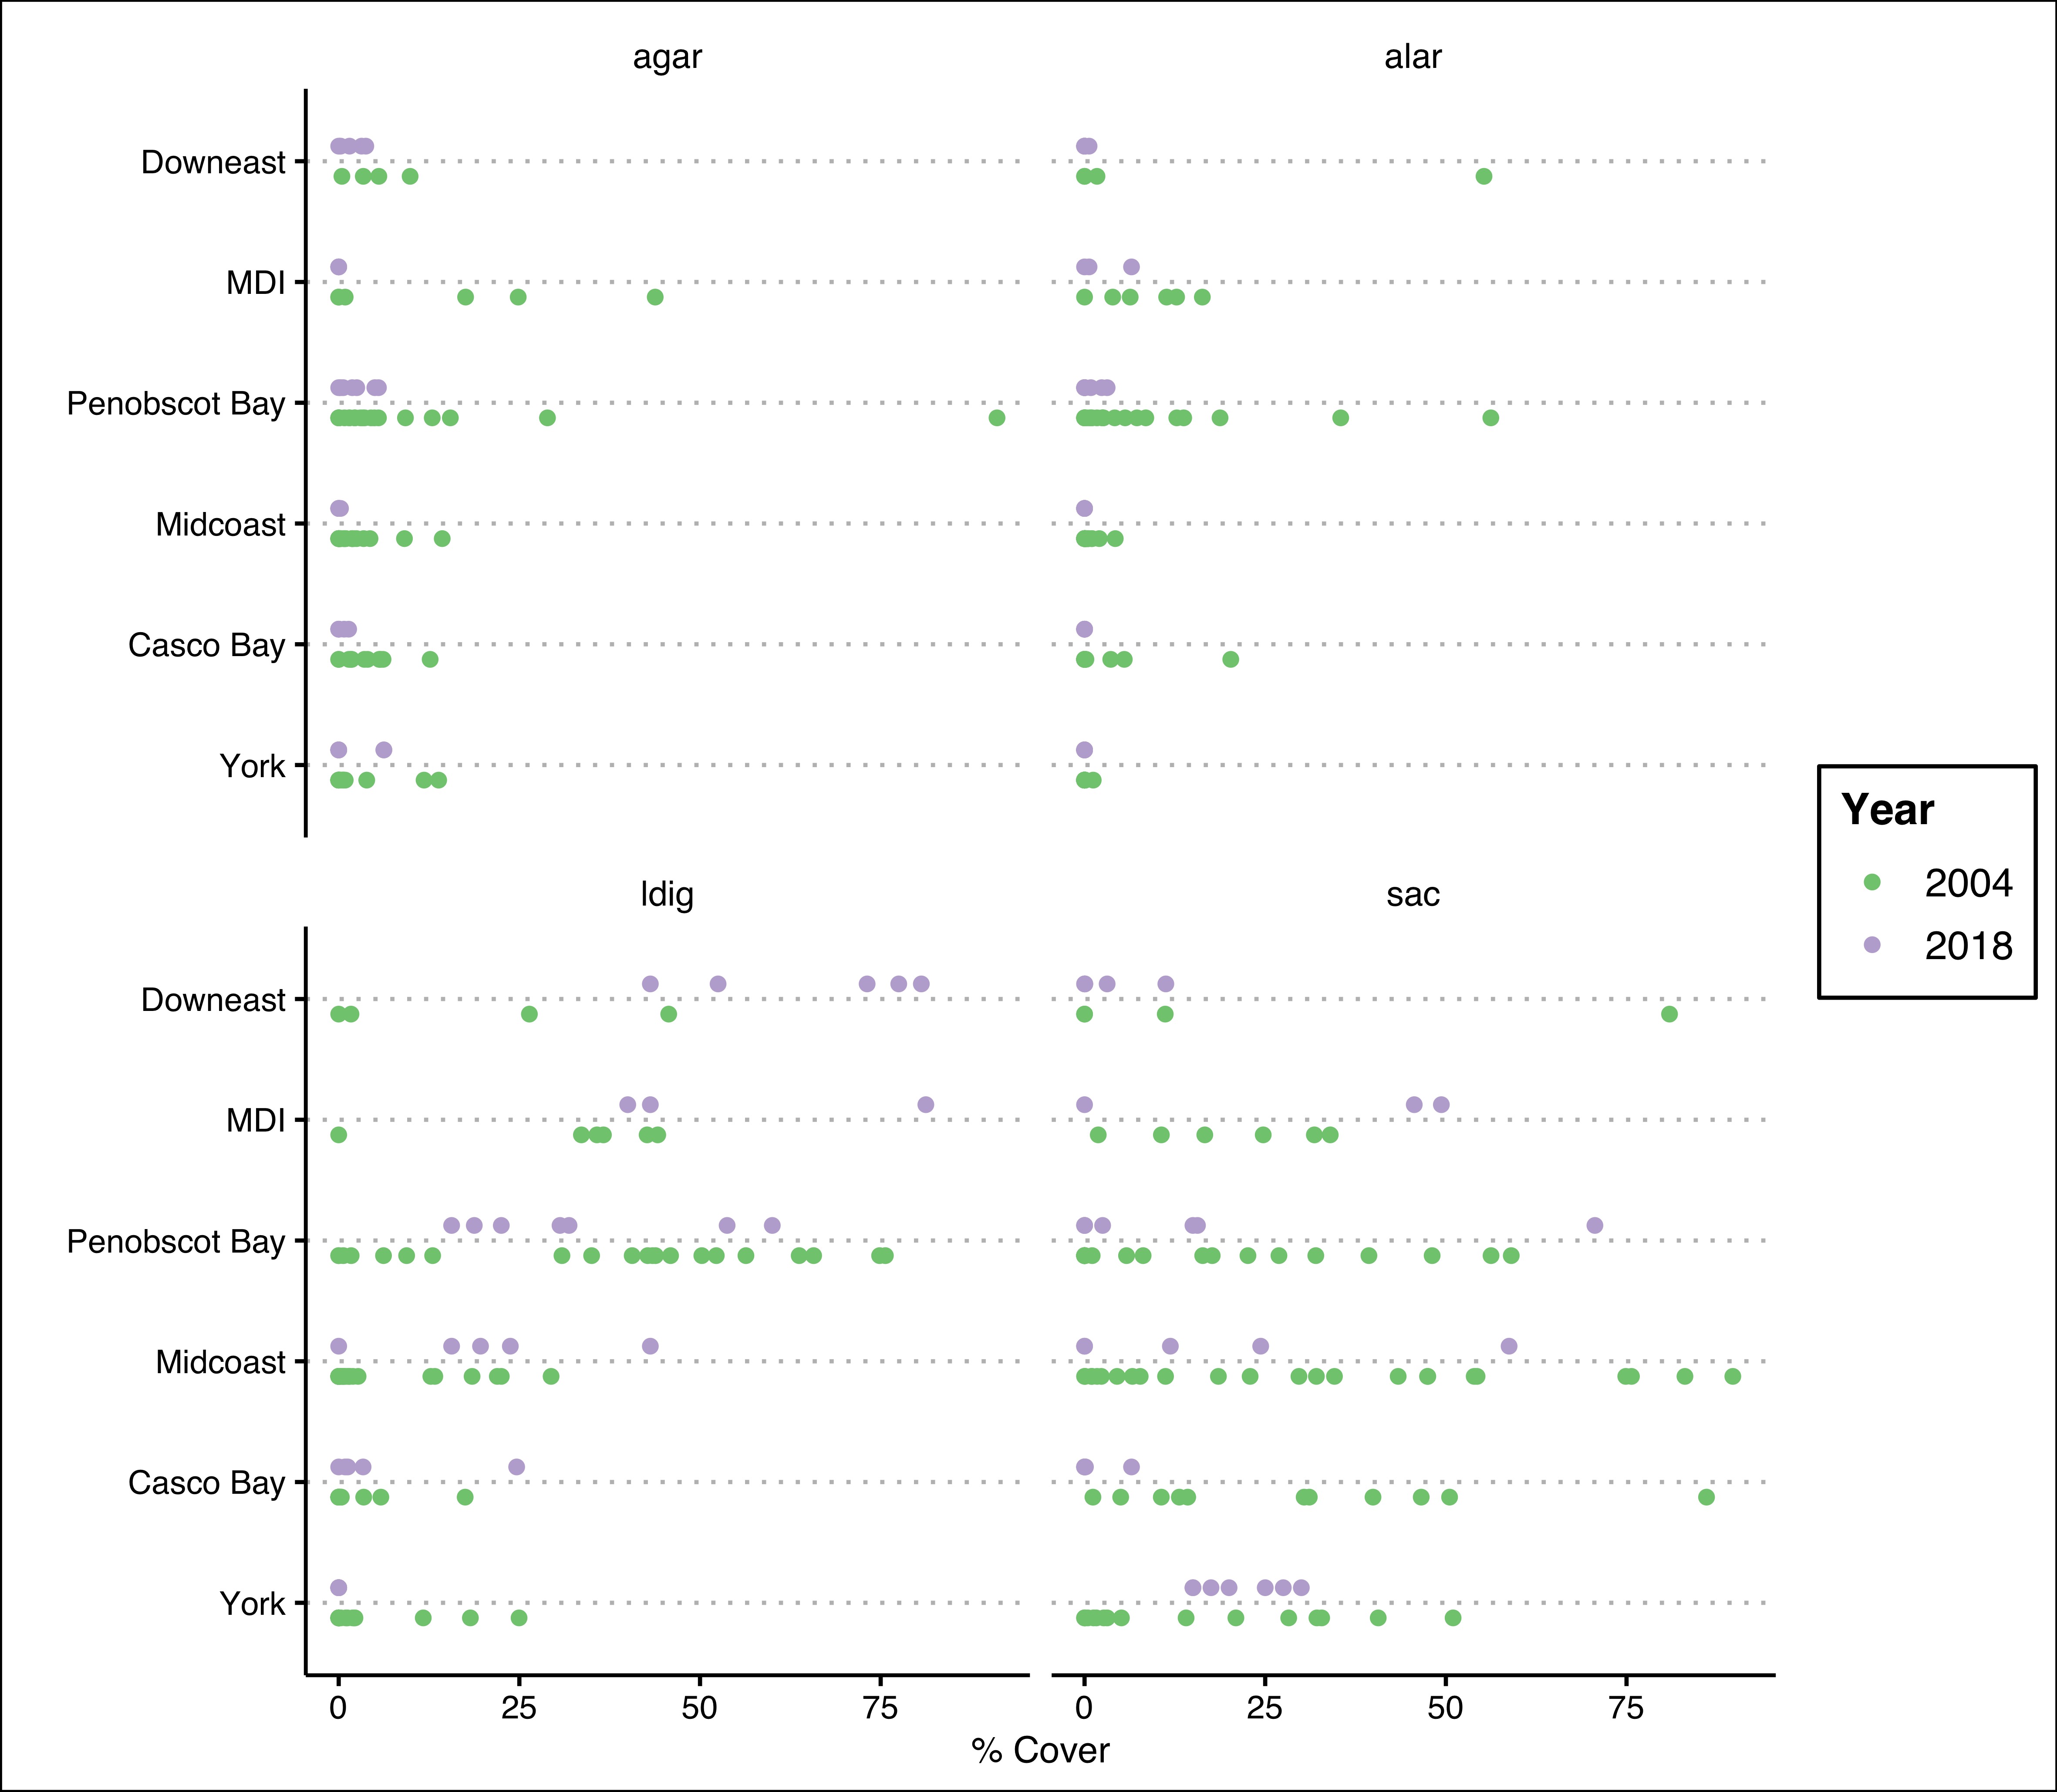 agar
alar
Downeast
MDI
Penobscot Bay
Midcoast
Casco Bay
York
Year
2004
2018
ldig
sac
Downeast
MDI
Penobscot Bay
Midcoast
Casco Bay
York
0 25 50 75
0 25 50 75
% Cover